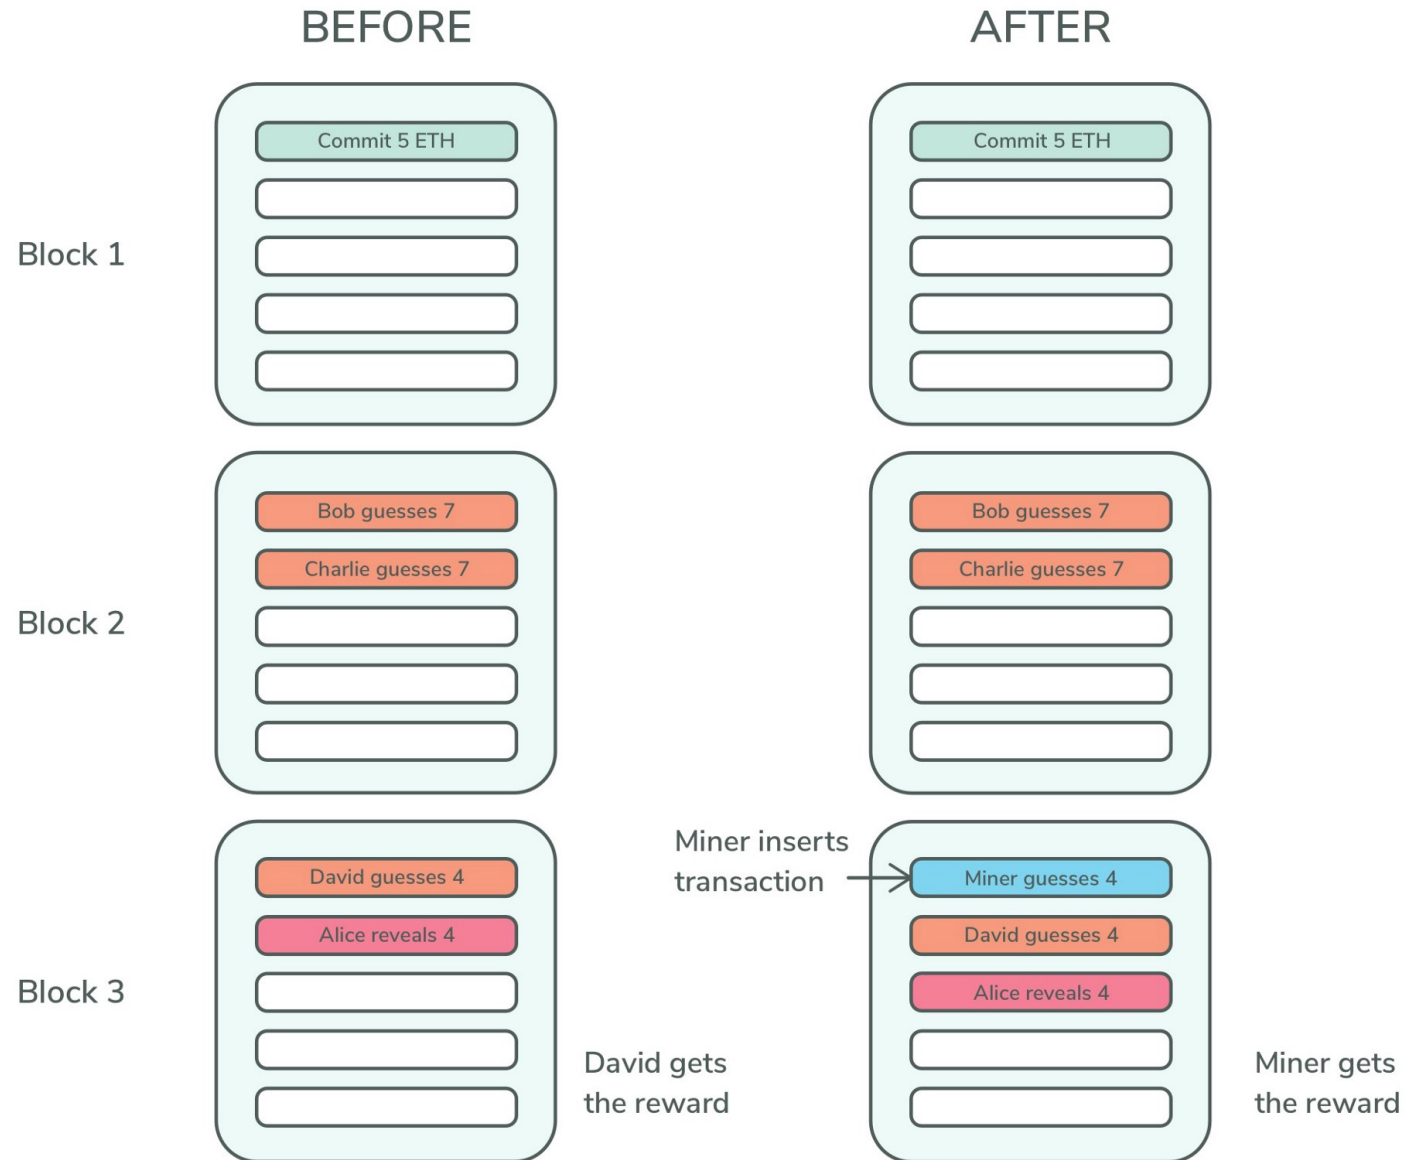 BEFORE
AFTER
Block 1
Commit 5 ETH
Commit 5 ETH
Block 2
Bob guesses 7
Charlie guesses 7
Bob guesses 7
Charlie guesses 7
Block 3
David guesses 4
Alice reveals 4
David gets
the reward
Miner inserts
transaction
Miner guesses 4
David guesses 4
Alice reveals 4
Miner gets
the reward